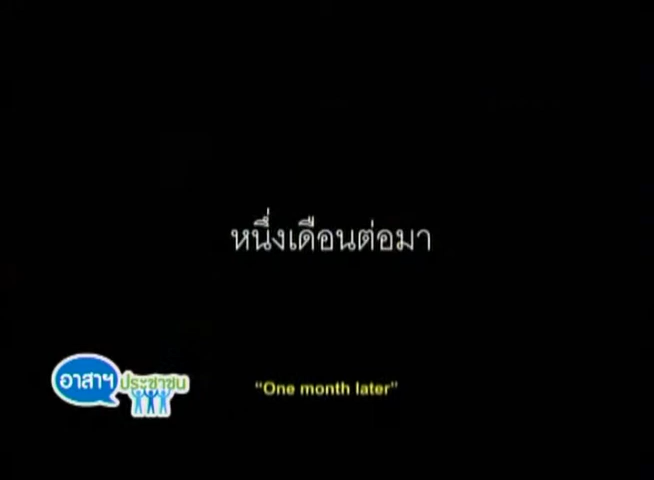 หนึ่งเดือนต่อมา
อาสาฯ ประชาชน
“One month later”